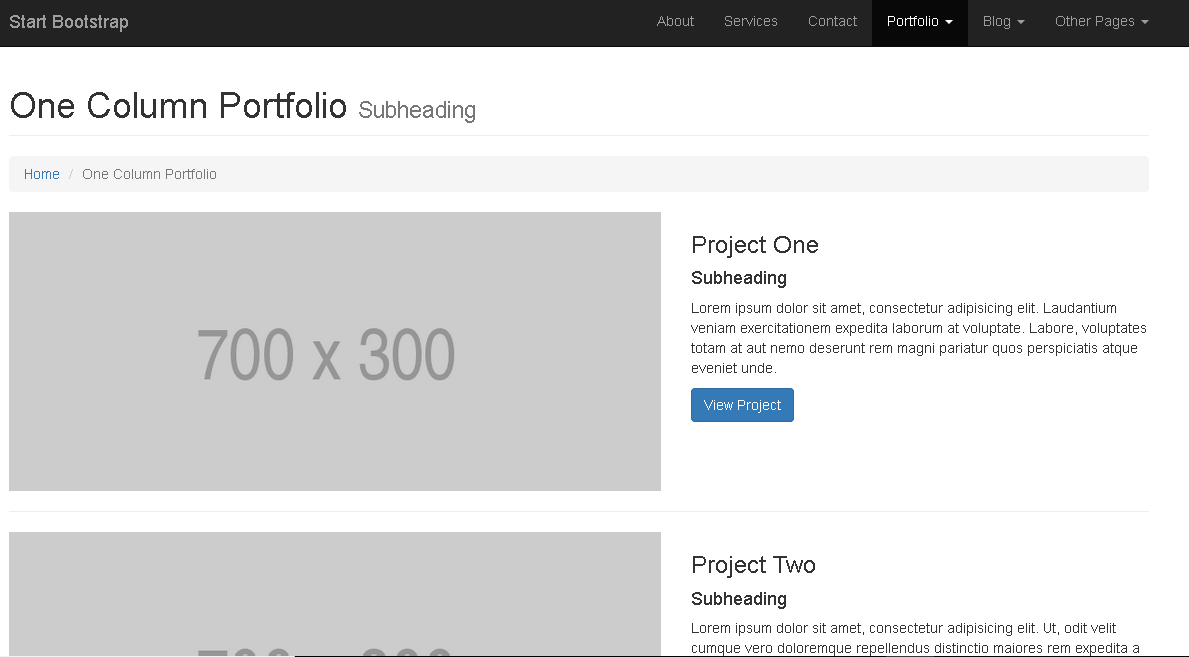 Start Bootstrap About Services Contact Portfolio Blog Other Pages
One Column Portfolio Subheading
Home / One Column Portfolio
700 x 300
Project One
Subheading
Lorem ipsum dolor sit amet, consectetur adipisicing elit. Laudantium
veniam exercitationem expedita laborum at voluptate. Labore, voluptates
totam at aut nemo deserunt rem magni pariatur quos perspiciatis atque
eveniet unde.
View Project
Project Two
Subheading
Lorem ipsum dolor sit amet, consectetur adipisicing elit. Ut, odit velit
cumque vero doloremque repellendus distinctio maiores rem expedita a